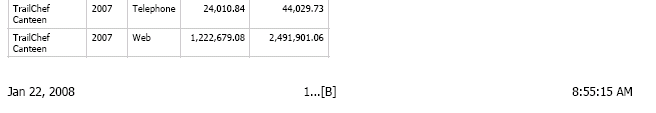 TrailChef 2007 Telephone 24,010.84 44,029.73
Canteen
TrailChef 2007 Web 1,222,679.08 2,491,901.06
Canteen
Jan 22, 2008 1...[B] 8:55:15 AM